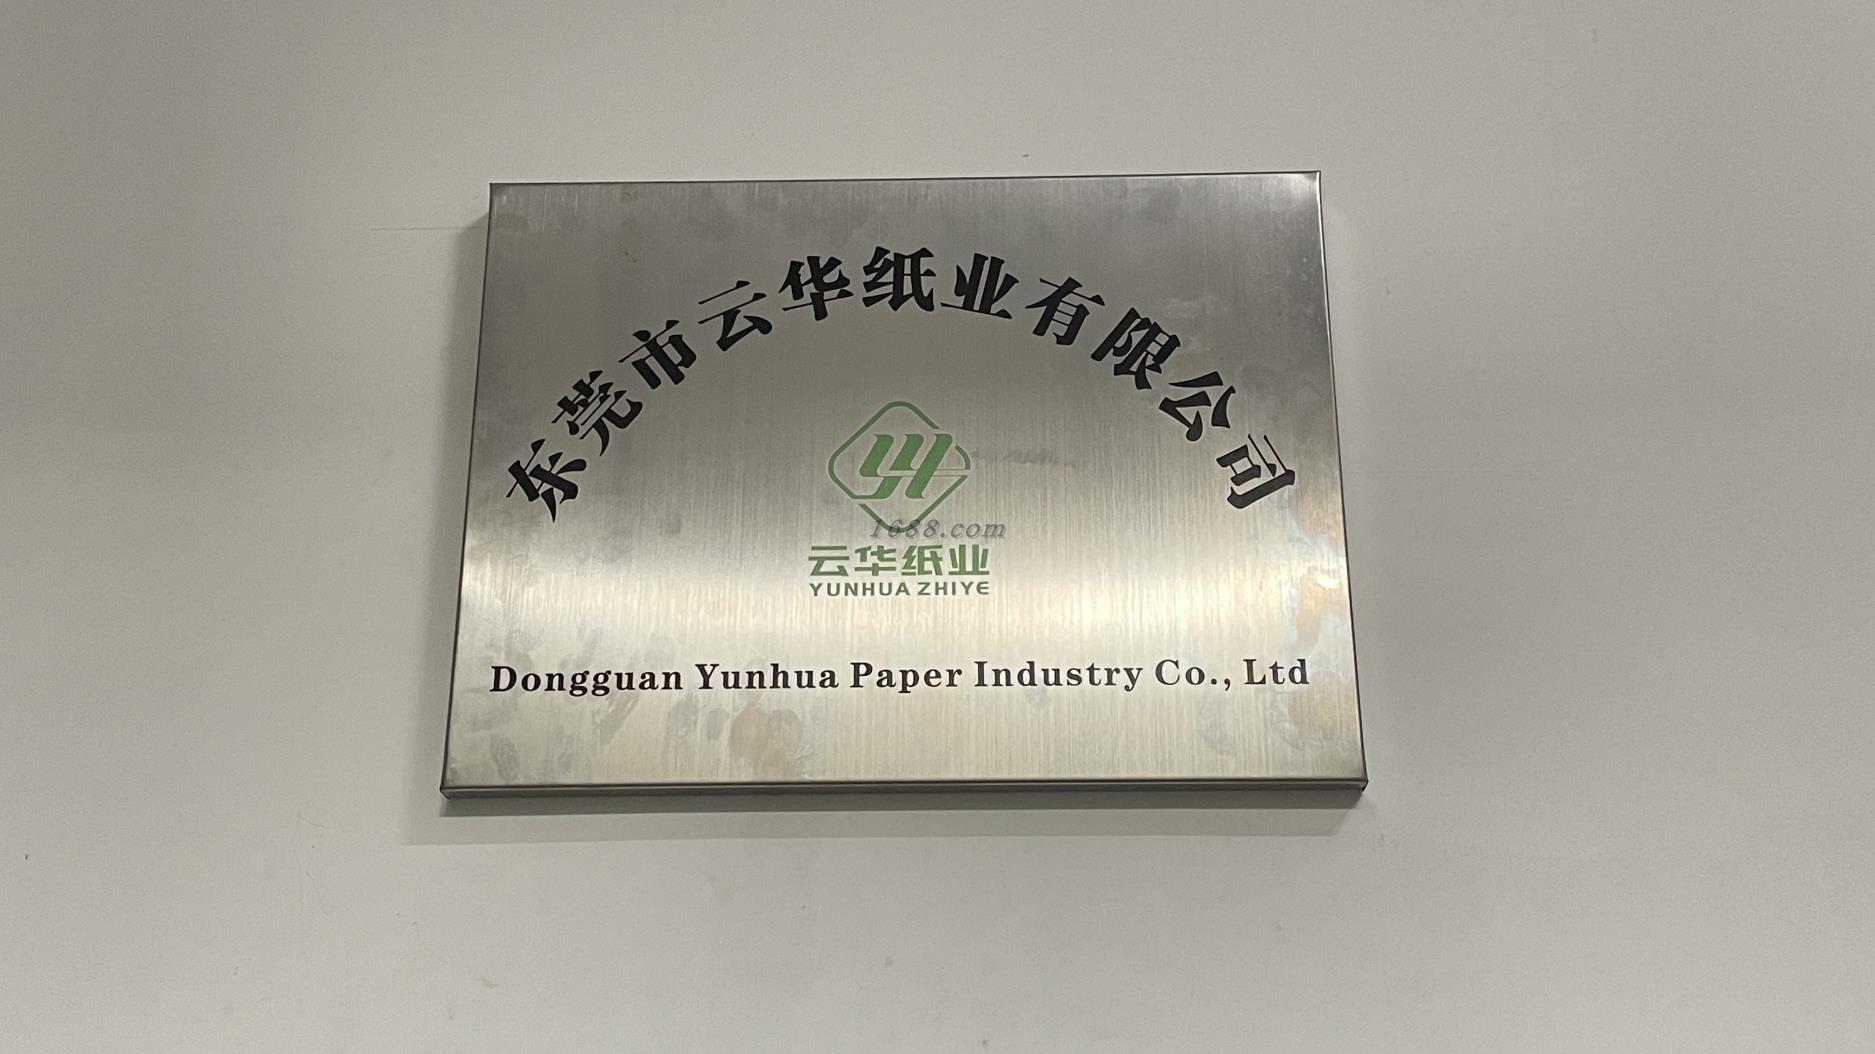 东莞市云华纸业有限公司
1688.com
云华纸业
YUNHUA ZHIYE
Dongguan Yunhua Paper Industry Co., Ltd